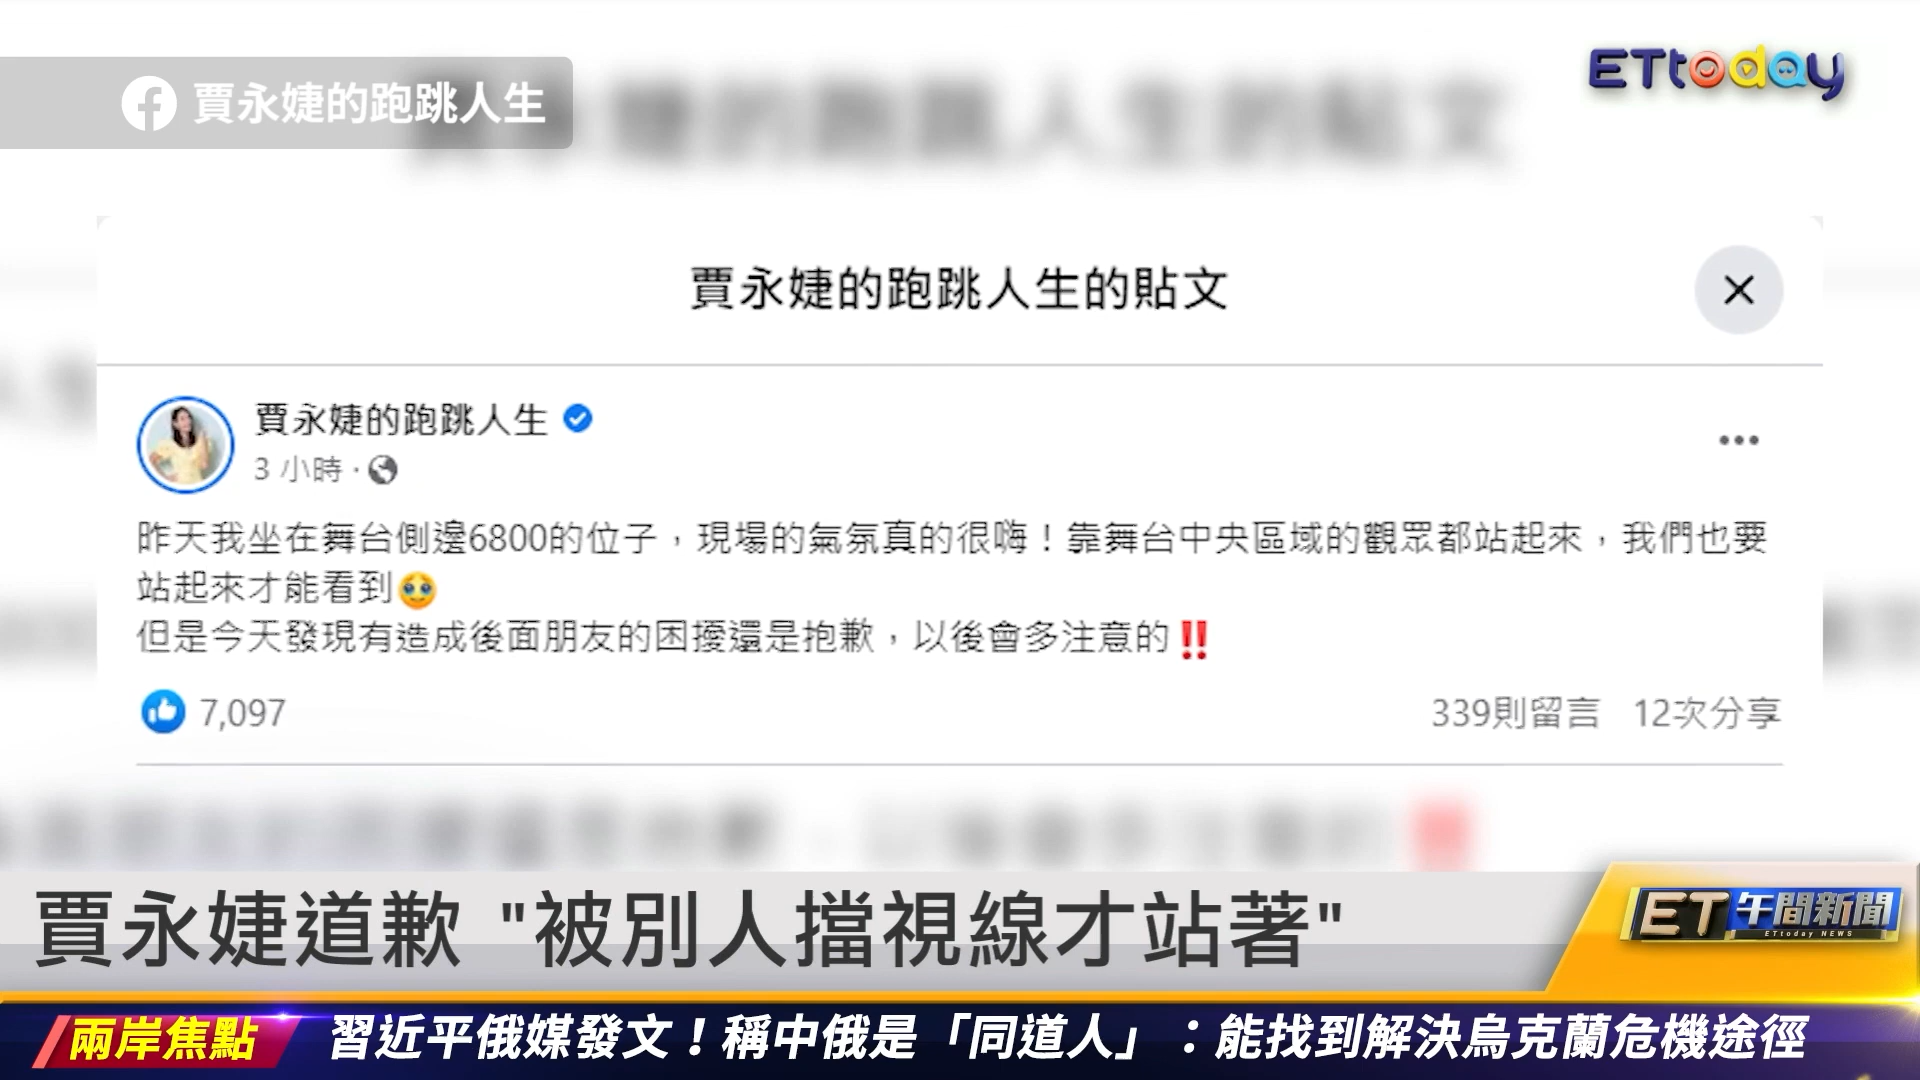 賈永婕的跑跳人生
ETtoday
賈永婕的跑跳人生的貼文
賈永婕的跑跳人生
3 小時 ·
昨天我坐在舞台側邊6800的位子，現場的氣氛真的很嗨！靠舞台中央區域的觀眾都站起來，我們也要
站起來才能看到🥹
但是今天發現有造成後面朋友的困擾還是抱歉，以後會多注意的‼️
7,097
339則留言 12次分享
賈永婕道歉 "被別人擋視線才站著"
ET午間新聞
ETtoday NEWS
兩岸焦點 習近平俄媒發文！稱中俄是「同道人」：能找到解決烏克蘭危機途徑